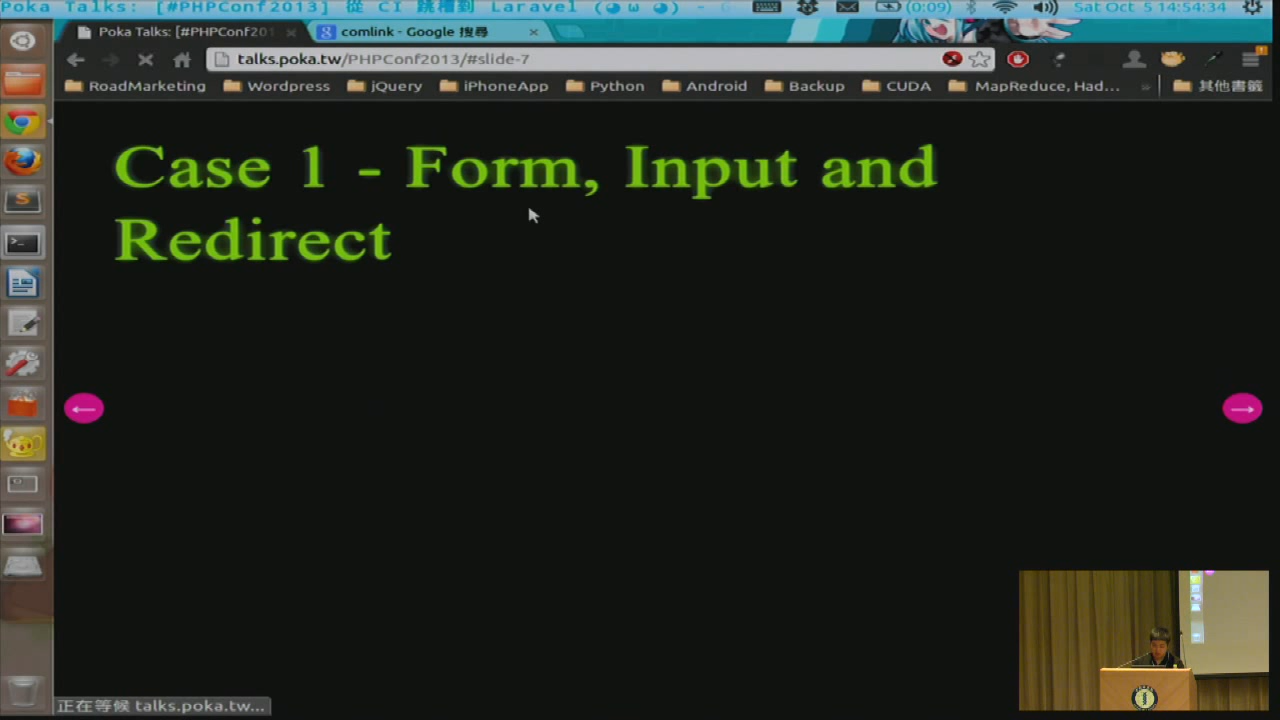 Poka Talks: [#PHPConf2013] 從 CI 跳槽到 Laravel (◕ ω ◕) - G
(0:09)
Sat Oct 5 14:54:34
Poka Talks: [#PHPConf201
comlink - Google 搜尋
talks.poka.tw/PHPConf2013/#slide-7
RoadMarketing
Wordpress
jQuery
iPhoneApp
Python
Android
Backup
CUDA
MapReduce, Had...
其他書籤
Case 1 - Form, Input and
Redirect
正在等候 talks.poka.tw...